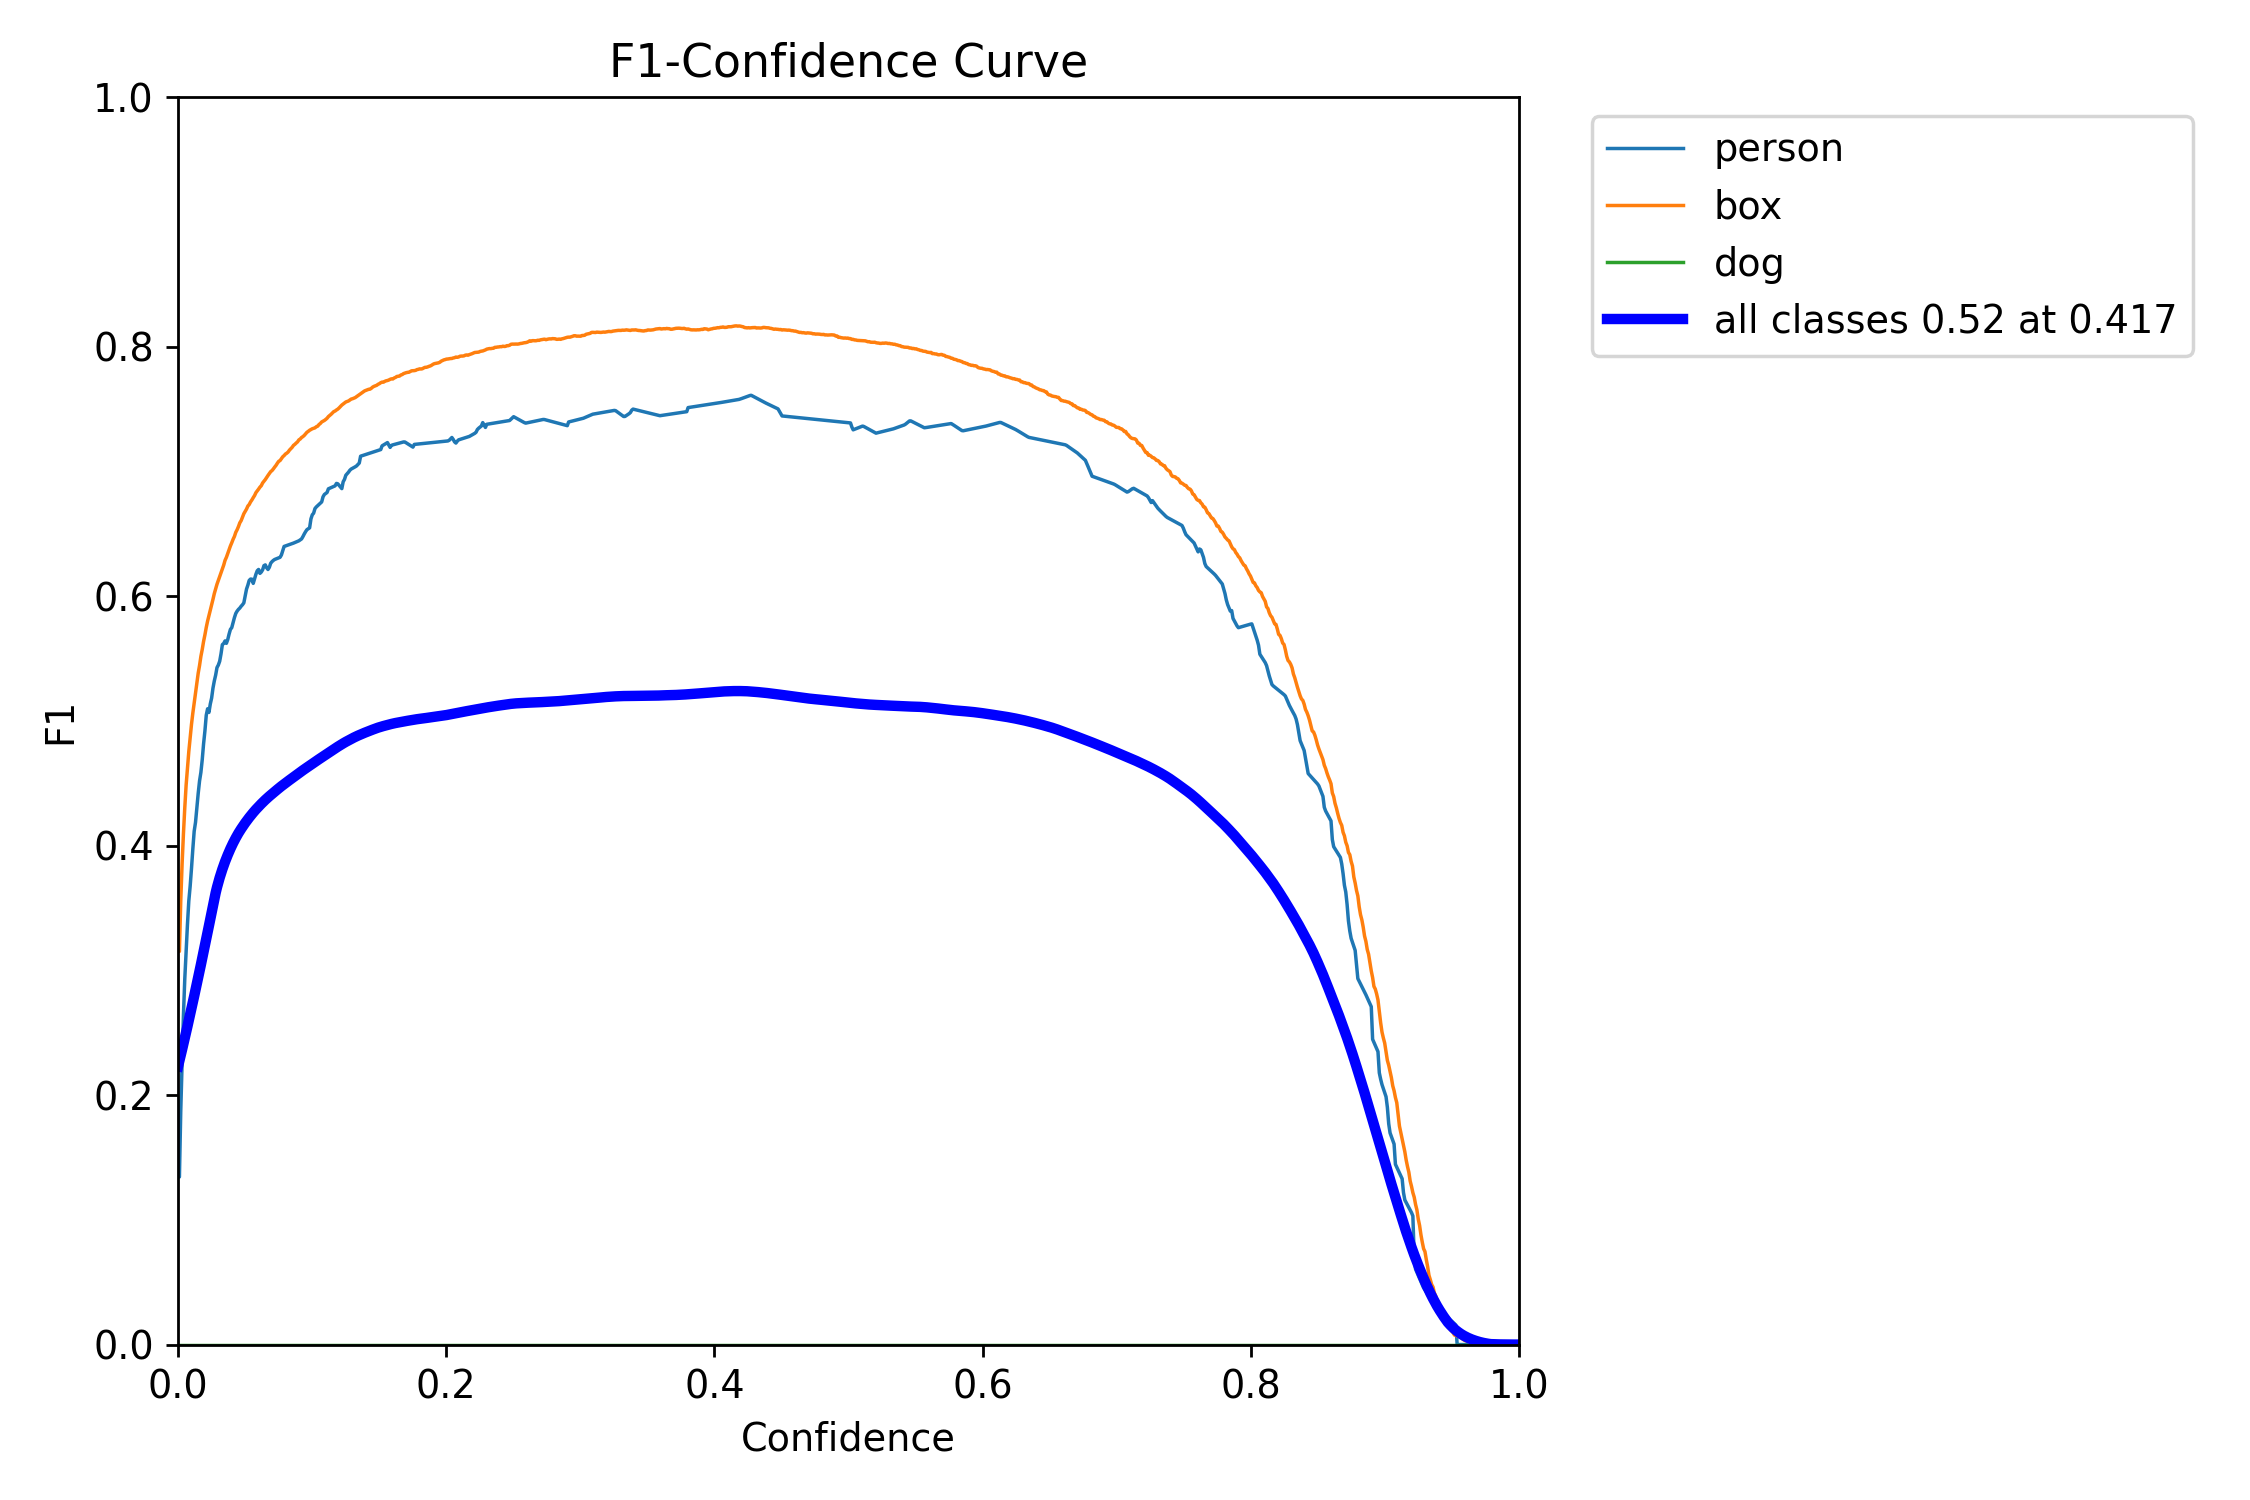 F1-Confidence Curve
1.0
0.8
0.6
0.4
0.2
0.0
F1
0.0 0.2 0.4 0.6 0.8 1.0
Confidence
person
box
dog
all classes 0.52 at 0.417